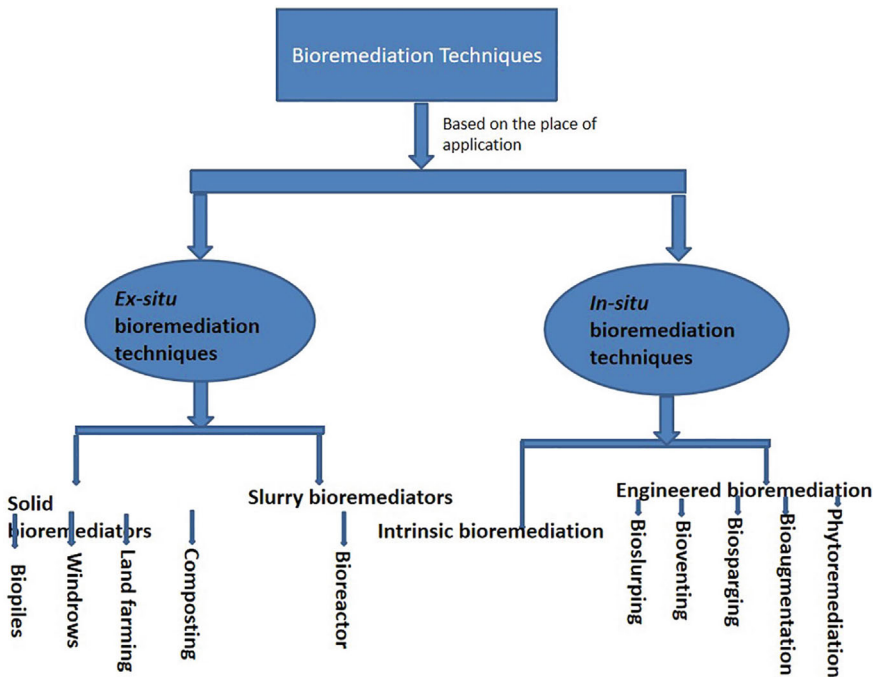 Bioremediation Techniques
Based on the place of
application
Ex-situ
bioremediation
techniques
In-situ
bioremediation
techniques
Solid
bioremediators
Slurry bioremediators
Intrinsic bioremediation
Engineered bioremediation
Biopiles
Windrows
Land farming
Composting
Bioreactor
Bioslurping
Bioventing
Biosparging
Bioaugmentation
Phytoremediation